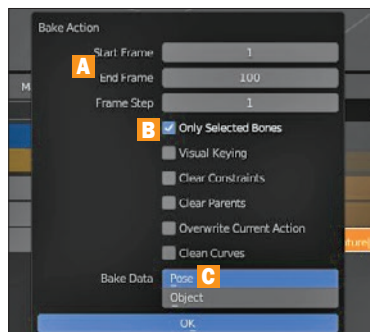 Bake Action
Start Frame 1
A
End Frame 100
Frame Step 1
B Only Selected Bones
Visual Keying
Clear Constraints
Clear Parents
Overwrite Current Action
Clean Curves
Bake Data Pose C
Object
OK